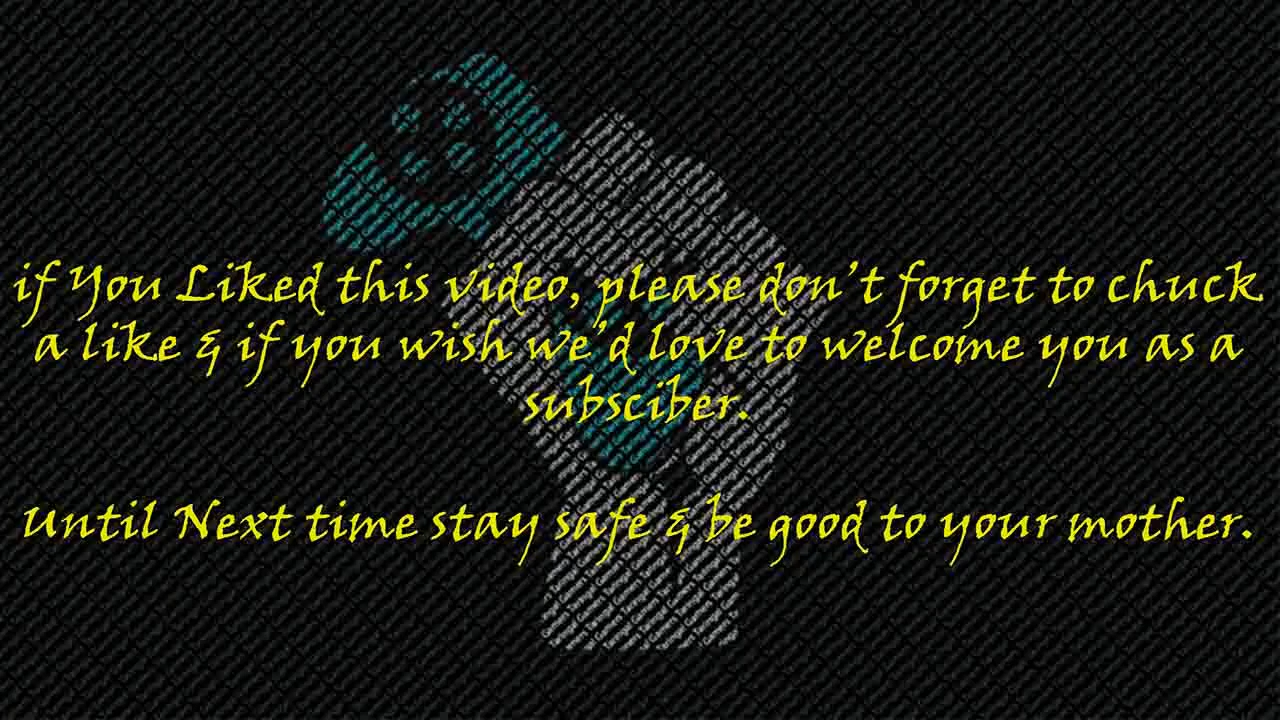 if You Liked this video, please don't forget to chuck
a like & if you wish we'd love to welcome you as a
subsciber.
Until Next time stay safe & be good to your mother.